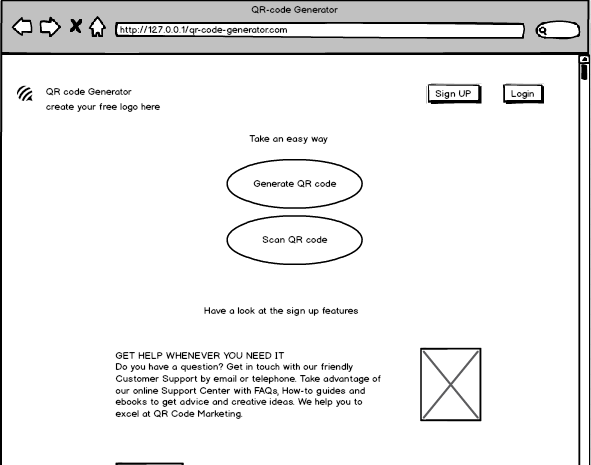 QR-code Generator
http://127.0.0.1/qr-code-generator.com
QR code Generator
create your free logo here
Sign UP
Login
Take an easy way
Generate QR code
Scan QR code
Have a look at the sign up features
GET HELP WHENEVER YOU NEED IT
Do you have a question? Get in touch with our friendly
Customer Support by email or telephone. Take advantage of
our online Support Center with FAQs, How-to guides and
ebooks to get advice and creative ideas. We help you to
excel at QR Code Marketing.